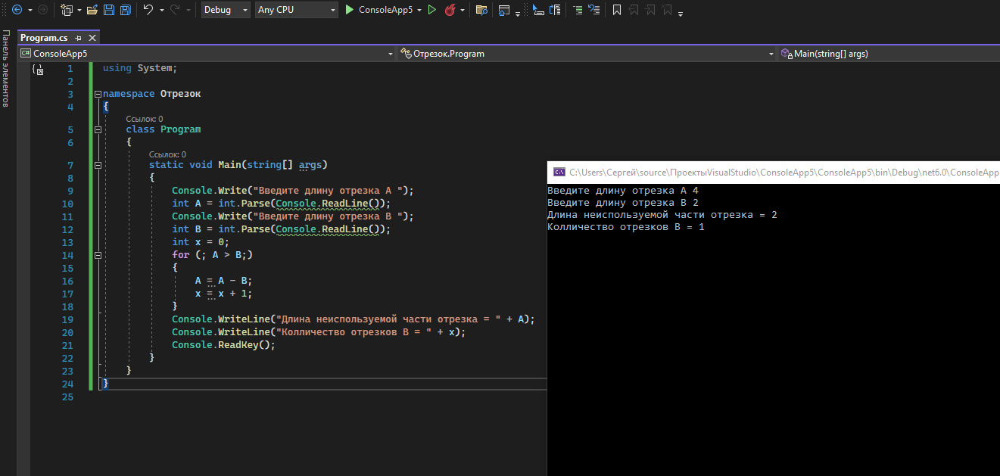 Debug Any CPU ConsoleApp5
Панель элементов
Program.cs
C# ConsoleApp5 Отрезок.Program Main(string[] args)
1 using System;
2
3 namespace Отрезок
4 {
Ссылок: 0
5 class Program
6 {
Ссылок: 0
7 static void Main(string[] args)
8 {
9 Console.Write("Введите длину отрезка A ");
10 int A = int.Parse(Console.ReadLine());
11 Console.Write("Введите длину отрезка B ");
12 int B = int.Parse(Console.ReadLine());
13 int x = 0;
14 for (; A > B;)
15 {
16 A = A - B;
17 x = x + 1;
18 }
19 Console.WriteLine("Длина неиспользуемой части отрезка = " + A);
20 Console.WriteLine("Колличество отрезков B = " + x);
21 Console.ReadKey();
22 }
23 }
24 }
25
C:\Users\Сергей\source\ПроектыVisualStudio\ConsoleApp5\ConsoleApp5\bin\Debug\net6.0\ConsoleApp
Введите длину отрезка A 4
Введите длину отрезка B 2
Длина неиспользуемой части отрезка = 2
Колличество отрезков B = 1